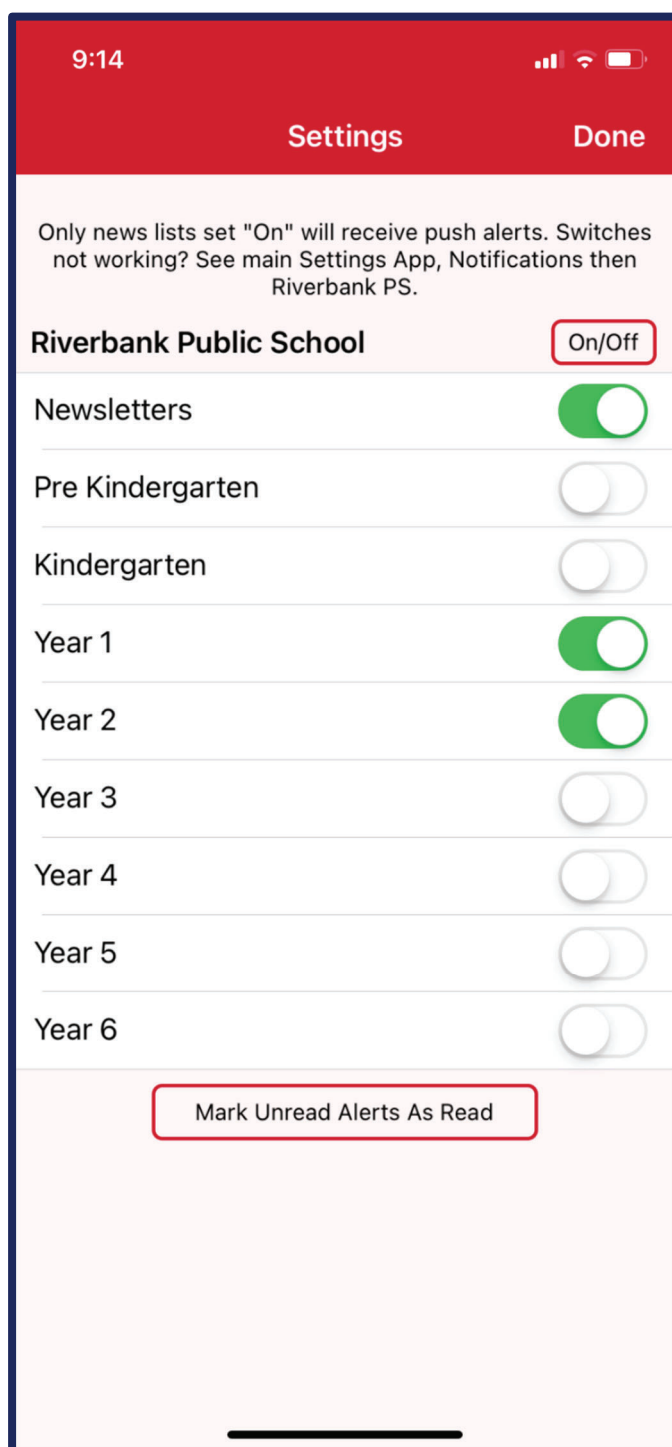 9:14
Settings Done
Only news lists set "On" will receive push alerts. Switches
not working? See main Settings App, Notifications then
Riverbank PS.
Riverbank Public School On/Off
Newsletters
Pre Kindergarten
Kindergarten
Year 1
Year 2
Year 3
Year 4
Year 5
Year 6
Mark Unread Alerts As Read